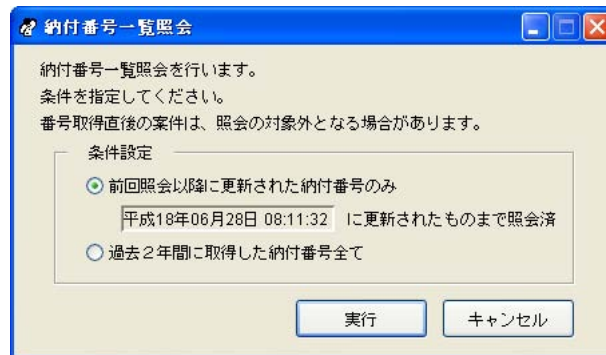 納付番号一覧照会
納付番号一覧照会を行います。
条件を指定してください。
番号取得直後の案件は、照会の対象外となる場合があります。
条件設定
前回照会以降に更新された納付番号のみ
平成18年06月28日 08:11:32 に更新されたものまで照会済
過去２年間に取得した納付番号全て
実行 キャンセル